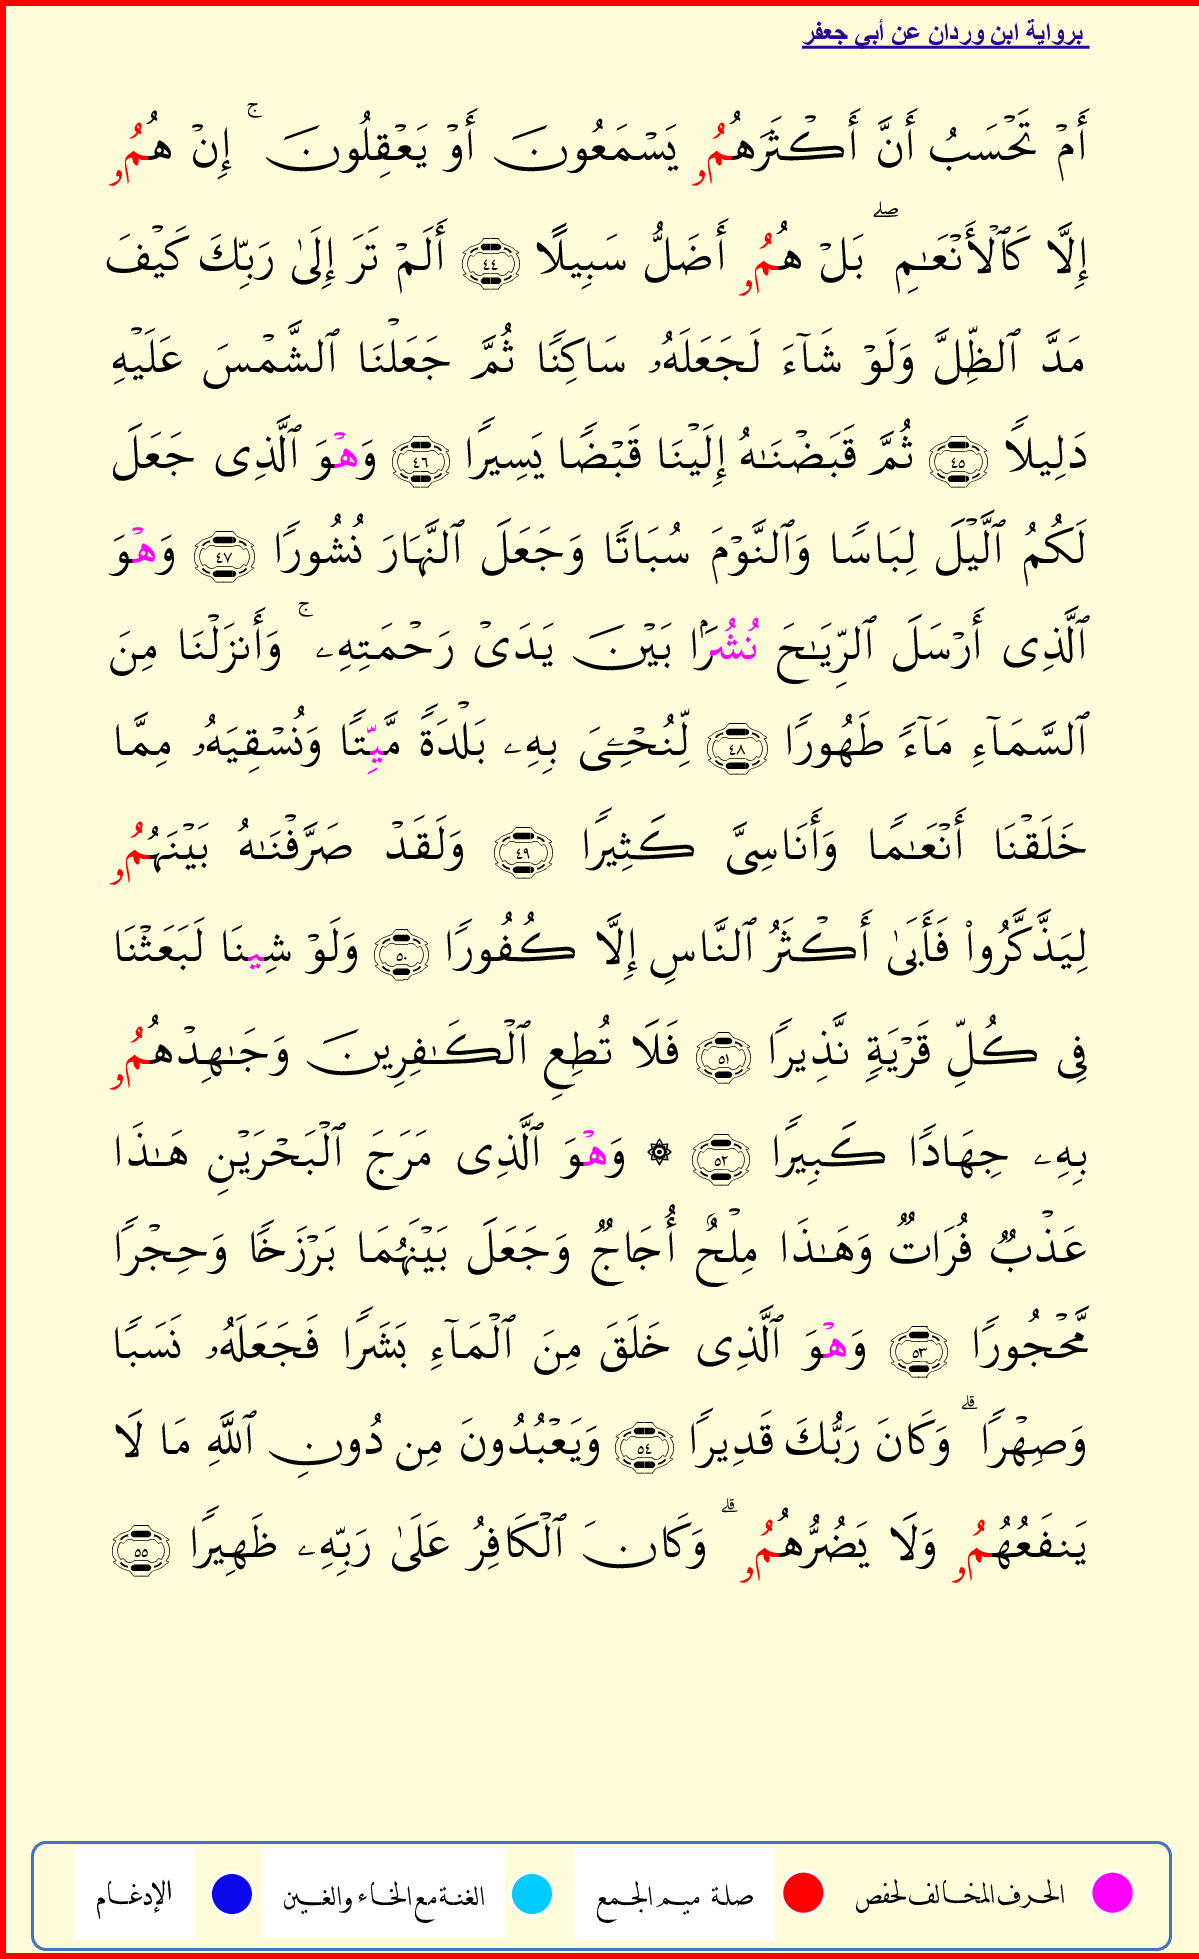 برواية ابن وردان عن أبي جعفر
أَمۡ تَحۡسَبُ أَنَّ أَكۡثَرَهُمُۥ يَسۡمَعُونَ أَوۡ يَعۡقِلُونَۚ إِنۡ هُمُۥ
إِلَّا كَٱلۡأَنۡعَٰمِۖ بَلۡ هُمُۥ أَضَلُّ سَبِيلًا ٤٤ أَلَمۡ تَرَ إِلَىٰ رَبِّكَ كَيۡفَ
مَدَّ ٱلظِّلَّ وَلَوۡ شَآءَ لَجَعَلَهُۥ سَاكِنٗا ثُمَّ جَعَلۡنَا ٱلشَّمۡسَ عَلَيۡهِ
دَلِيلٗا ٤٥ ثُمَّ قَبَضۡنَٰهُ إِلَيۡنَا قَبۡضٗا يَسِيرٗا ٤٦ وَهۡوَ ٱلَّذِى جَعَلَ
لَكُمُ ٱلَّيۡلَ لِبَاسٗا وَٱلنَّوۡمَ سُبَاتٗا وَجَعَلَ ٱلنَّهَارَ نُشُورٗا ٤٧ وَهۡوَ
ٱلَّذِى أَرۡسَلَ ٱلرِّيَٰحَ نُشُرَۢا بَيۡنَ يَدَىۡ رَحۡمَتِهِۦۚ وَأَنزَلۡنَا مِنَ
ٱلسَّمَآءِ مَآءٗ طَهُورٗا ٤٨ لِّنُحۡـِۧىَ بِهِۦ بَلۡدَةٗ مَّيِّتٗا وَنُسۡقِيَهُۥ مِمَّا
خَلَقۡنَا أَنۡعَٰمٗا وَأَنَاسِىَّ كَثِيرٗا ٤٩ وَلَقَدۡ صَرَّفۡنَٰهُ بَيۡنَهُمُۥ
لِيَذَّكَّرُواْ فَأَبَىٰ أَكۡثَرُ ٱلنَّاسِ إِلَّا كُفُورٗا ٥٠ وَلَوۡ شِينَا لَبَعَثۡنَا
فِى كُلِّ قَرۡيَةٖ نَّذِيرٗا ٥١ فَلَا تُطِعِ ٱلۡكَٰفِرِينَ وَجَٰهِدۡهُمُۥ
بِهِۦ جِهَادٗا كَبِيرٗا ٥٢ ۞ وَهۡوَ ٱلَّذِى مَرَجَ ٱلۡبَحۡرَيۡنِ هَٰذَا
عَذۡبٞ فُرَاتٞ وَهَٰذَا مِلۡحٌ أُجَاجٞ وَجَعَلَ بَيۡنَهُمَا بَرۡزَخٗا وَحِجۡرٗا
مَّحۡجُورٗا ٥٣ وَهۡوَ ٱلَّذِى خَلَقَ مِنَ ٱلۡمَآءِ بَشَرٗا فَجَعَلَهُۥ نَسَبٗا
وَصِهۡرٗاۗ وَكَانَ رَبُّكَ قَدِيرٗا ٥٤ وَيَعۡبُدُونَ مِن دُونِ ٱللَّهِ مَا لَا
يَنفَعُهُمُۥ وَلَا يَضُرُّهُمُۥۗ وَكَانَ ٱلۡكَافِرُ عَلَىٰ رَبِّهِۦ ظَهِيرٗا ٥٥
الحرف المخالف لحفص صلة ميم الجمع الغنة مع الخاء والغين الإدغام